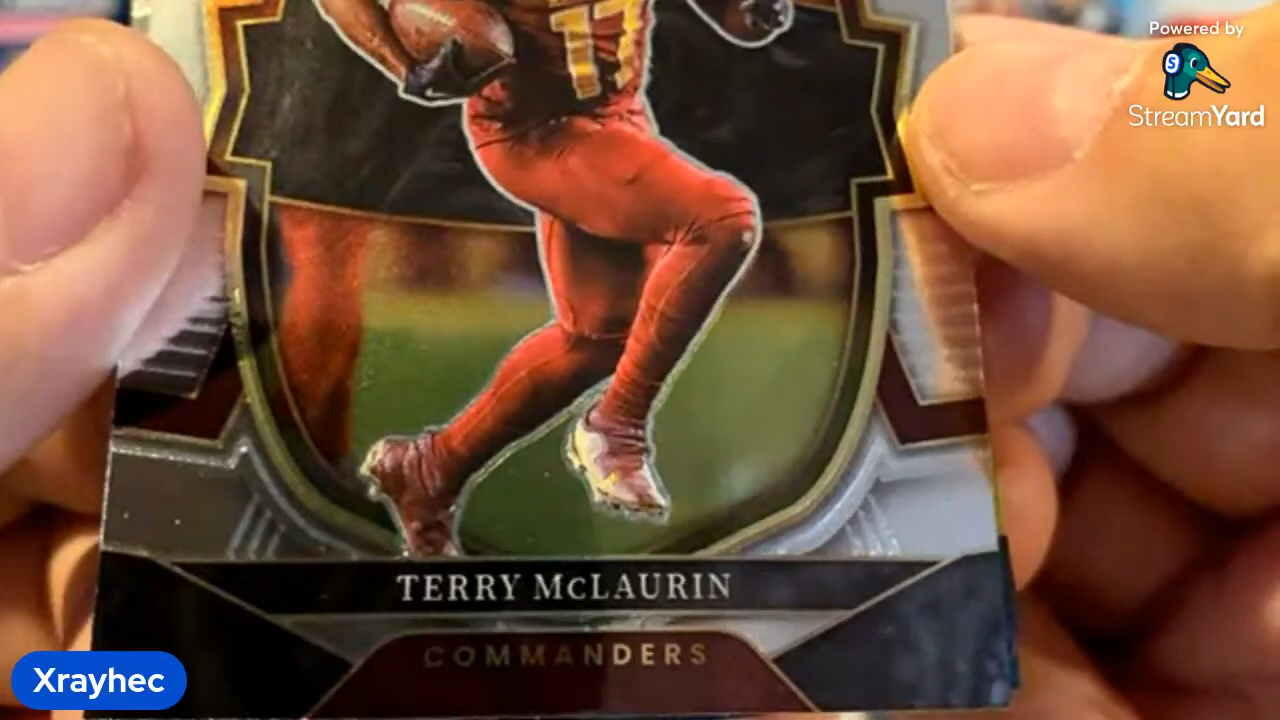 Powered by
S
StreamYard
17
TERRY McLAURIN
COMMANDERS
Xrayhec